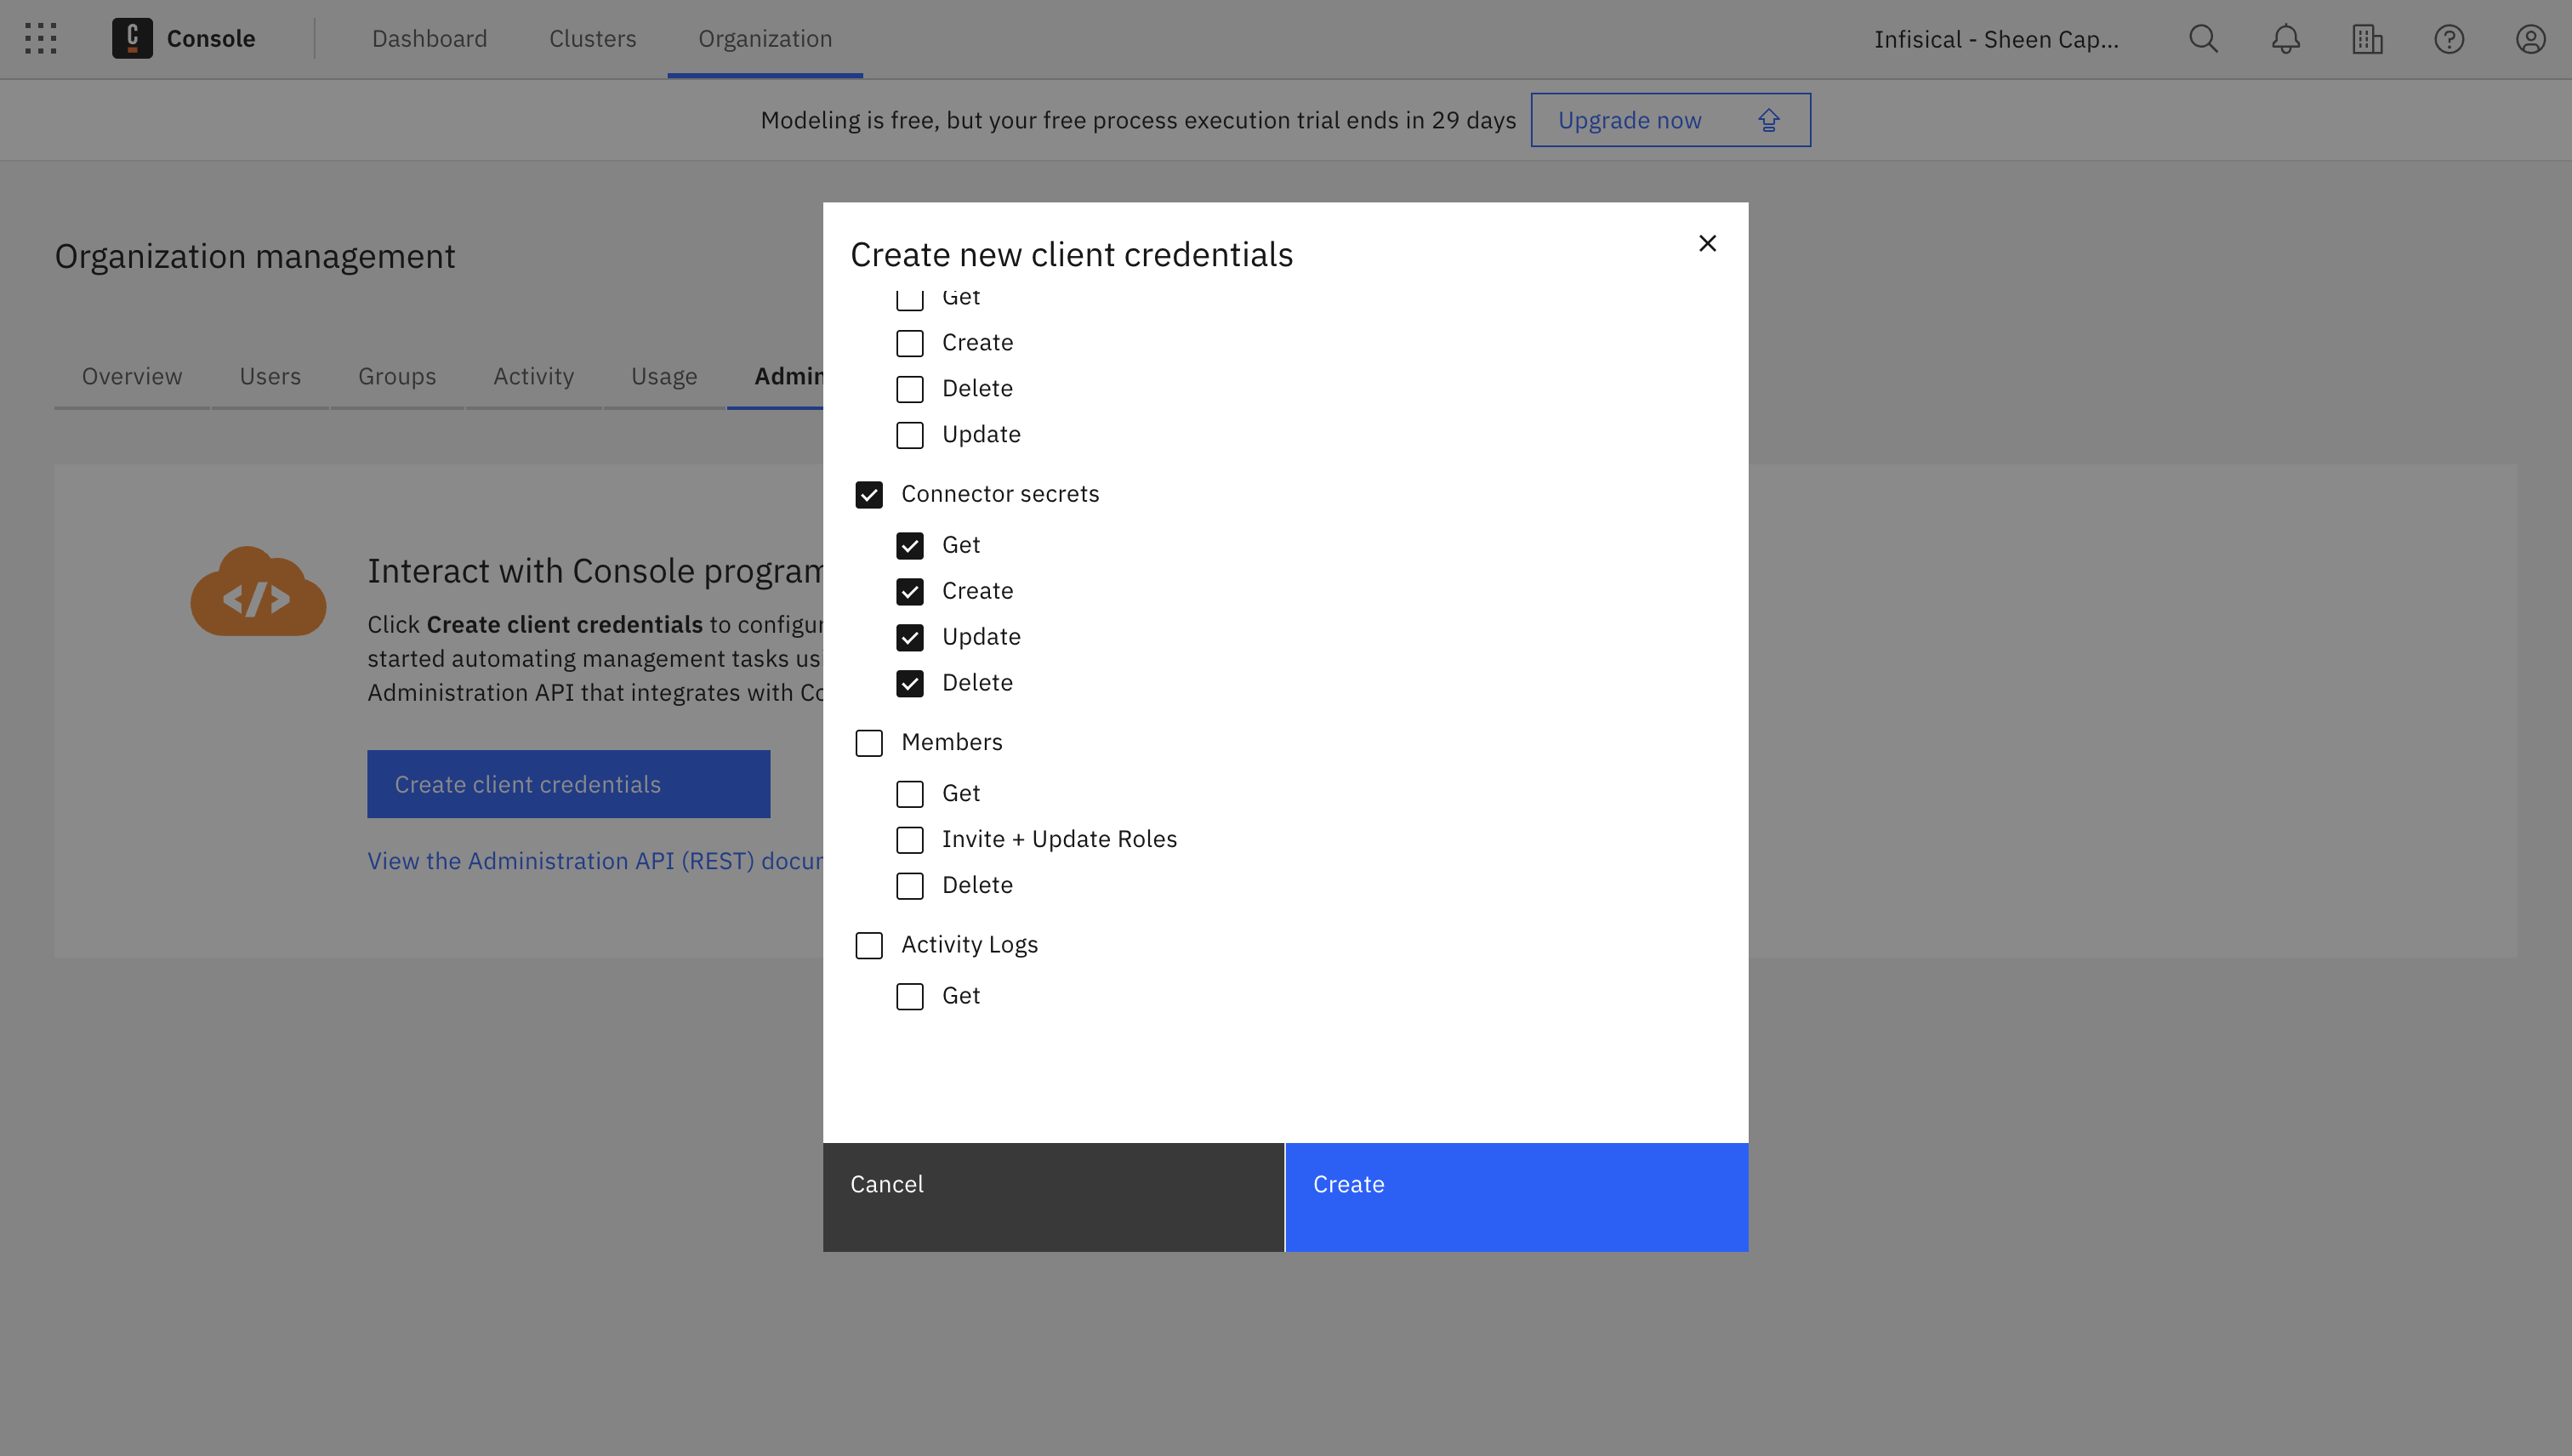 Console
Dashboard
Clusters
Organization
Infisical - Sheen Cap...
Modeling is free, but your free process execution trial ends in 29 days
Upgrade now
Organization management
Overview
Users
Groups
Activity
Usage
Admin
Interact with Console program
Click Create client credentials to configur
started automating management tasks us
Administration API that integrates with Co
Create client credentials
View the Administration API (REST) docu
Create new client credentials
Get
Create
Delete
Update
Connector secrets
Get
Create
Update
Delete
Members
Get
Invite + Update Roles
Delete
Activity Logs
Get
Cancel
Create